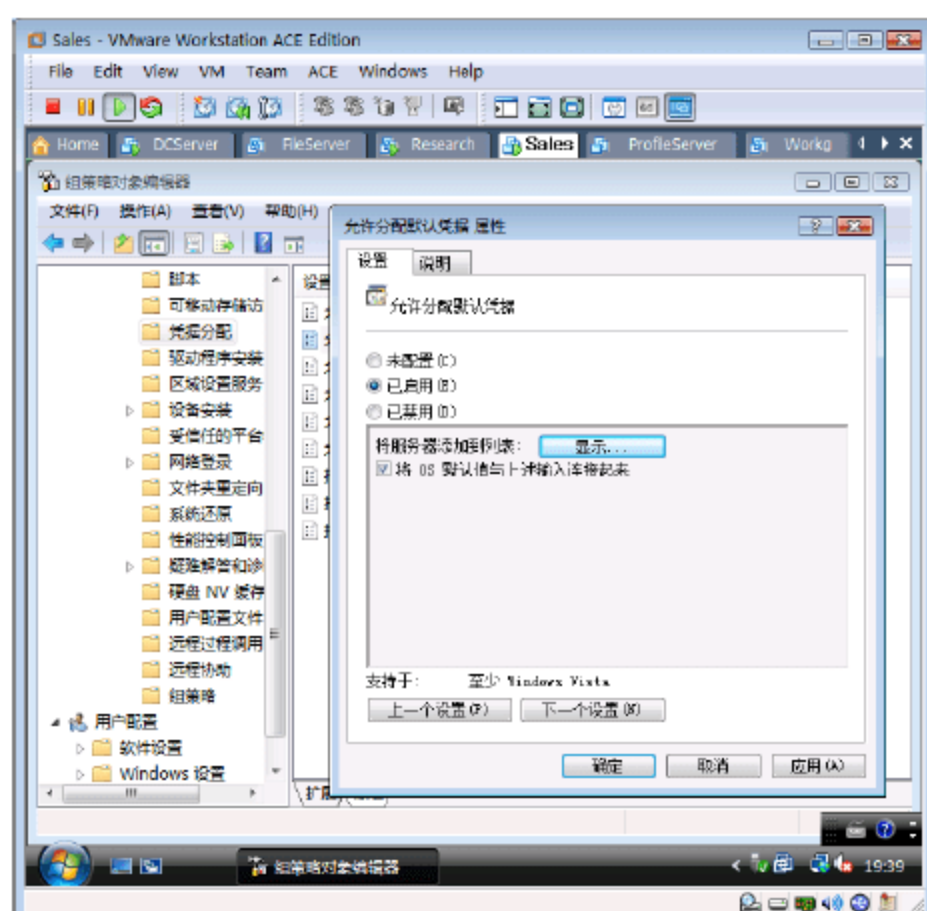 Sales - VMware Workstation ACE Edition
File Edit View VM Team ACE Windows Help
Home DCServer FileServer Research Sales ProfileServer Workg
组策略对象编辑器
文件(F) 操作(A) 查看(V) 帮助(H)
允许分配默认凭据 属性
设置 说明
允许分配默认凭据
未配置(C)
已启用(E)
已禁用(D)
将服务器添加到列表: 显示...
将 OS 默认值与上述输入连接起来
支持于: 至少 Windows Vista
上一个设置(P) 下一个设置(N)
确定 取消 应用(A)
脚本
可移动存储访
凭据分配
驱动程序安装
区域设置服务
设备安装
受信任的平台
网络登录
文件夹重定向
系统还原
性能控制面板
疑难解答和诊
硬盘 NV 缓存
用户配置文件
远程过程调用
远程协助
组策略
用户配置
软件设置
Windows 设置
设置
扩展
组策略对象编辑器
19:39